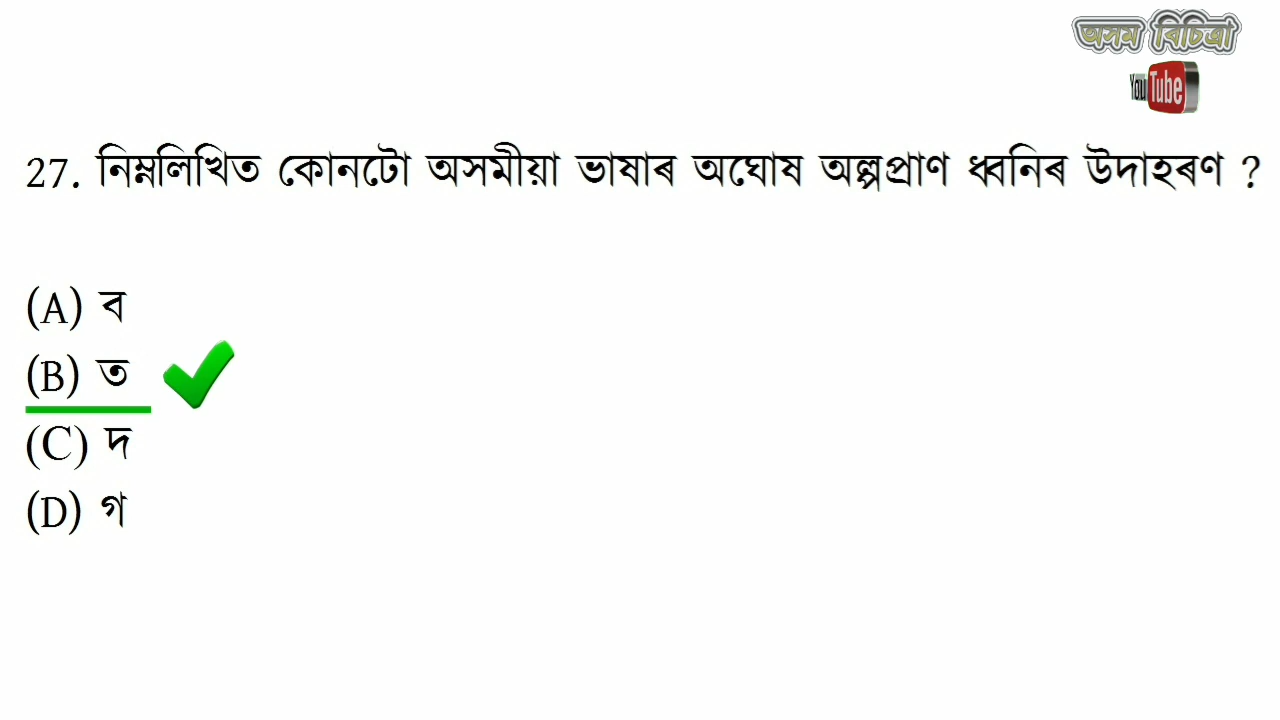 অসম বিচিত্ৰা
YouTube
27. নিম্নলিখিত কোনটো অসমীয়া ভাষাৰ অঘোষ অল্পপ্ৰাণ ধ্বনিৰ উদাহৰণ ?
(A) ব
(B) ত
(C) দ
(D) গ